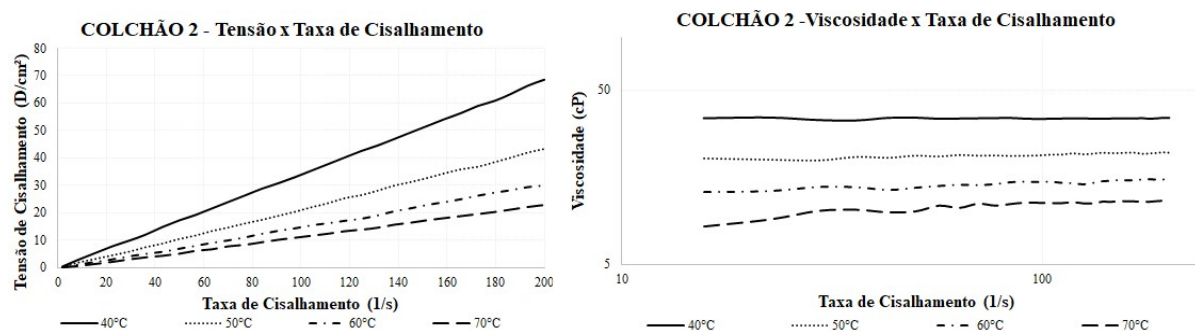 COLCHÃO 2 - Tensão x Taxa de Cisalhamento
Tensão de Cisalhamento (D/cm²)
80
70
60
50
40
30
20
10
0
0 20 40 60 80 100 120 140 160 180 200
Taxa de Cisalhamento (1/s)
40°C 50°C 60°C 70°C
COLCHÃO 2 -Viscosidade x Taxa de Cisalhamento
Viscosidade (cP)
50
5
10 100
Taxa de Cisalhamento (1/s)
40°C 50°C 60°C 70°C